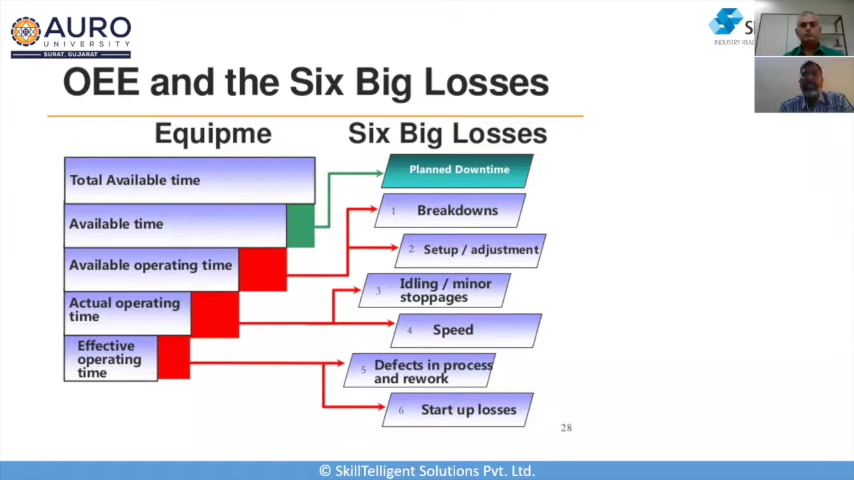 AURO
UNIVERSITY
SURAT, GUJARAT
S
INDUSTRY REA
OEE and the Six Big Losses
Equipme
Six Big Losses
Total Available time
Planned Downtime
Available time
1 Breakdowns
2 Setup / adjustment
Available operating time
3 Idling / minor
stoppages
Actual operating
time
4 Speed
Effective
operating
time
5 Defects in process
and rework
6 Start up losses
28
© SkillTelligent Solutions Pvt. Ltd.